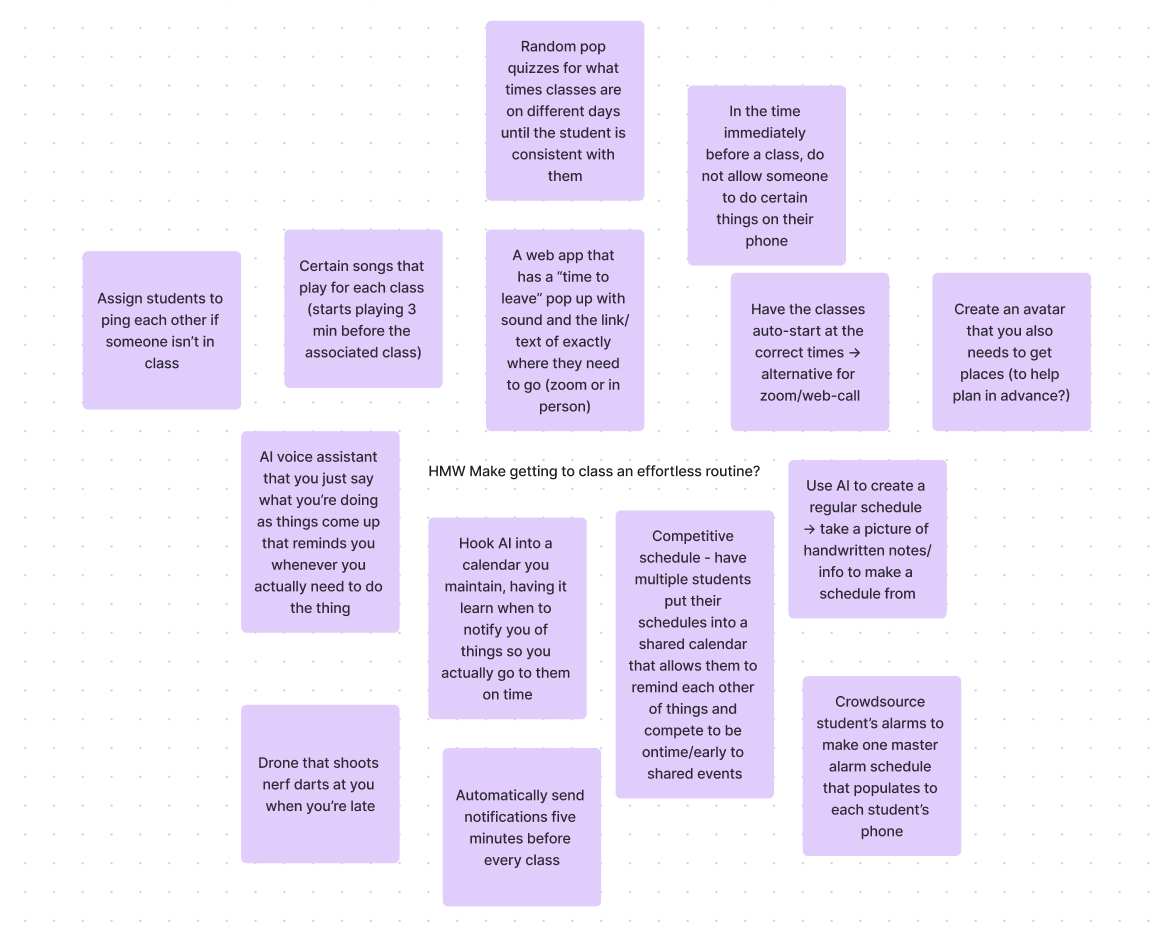 Random pop
quizzes for what
times classes are
on different days
until the student is
consistent with
them
In the time
immediately
before a class, do
not allow someone
to do certain
things on their
phone
Assign students to
ping each other if
someone isn’t in
class
Certain songs that
play for each class
(starts playing 3
min before the
associated class)
A web app that
has a “time to
leave” pop up with
sound and the link/
text of exactly
where they need
to go (zoom or in
person)
Have the classes
auto-start at the
correct times →
alternative for
zoom/web-call
Create an avatar
that you also
needs to get
places (to help
plan in advance?)
AI voice assistant
that you just say
what you’re doing
as things come up
that reminds you
whenever you
actually need to do
the thing
HMW Make getting to class an effortless routine?
Hook AI into a
calendar you
maintain, having it
learn when to
notify you of
things so you
actually go to them
on time
Competitive
schedule - have
multiple students
put their
schedules into a
shared calendar
that allows them to
remind each other
of things and
compete to be
ontime/early to
shared events
Use AI to create a
regular schedule
→ take a picture of
handwritten notes/
info to make a
schedule from
Drone that shoots
nerf darts at you
when you’re late
Automatically send
notifications five
minutes before
every class
Crowdsource
student’s alarms to
make one master
alarm schedule
that populates to
each student’s
phone